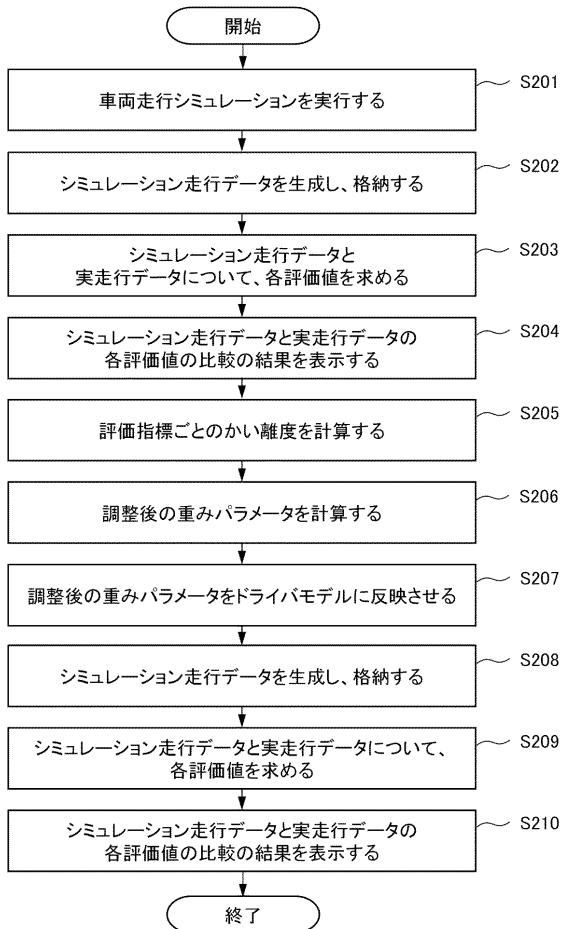 開始
車両走行シミュレーションを実行する
S201
シミュレーション走行データを生成し、格納する
S202
シミュレーション走行データと
実走行データについて、各評価値を求める
S203
シミュレーション走行データと実走行データの
各評価値の比較の結果を表示する
S204
評価指標ごとのかい離度を計算する
S205
調整後の重みパラメータを計算する
S206
調整後の重みパラメータをドライバモデルに反映させる
S207
シミュレーション走行データを生成し、格納する
S208
シミュレーション走行データと実走行データについて、
各評価値を求める
S209
シミュレーション走行データと実走行データの
各評価値の比較の結果を表示する
S210
終了